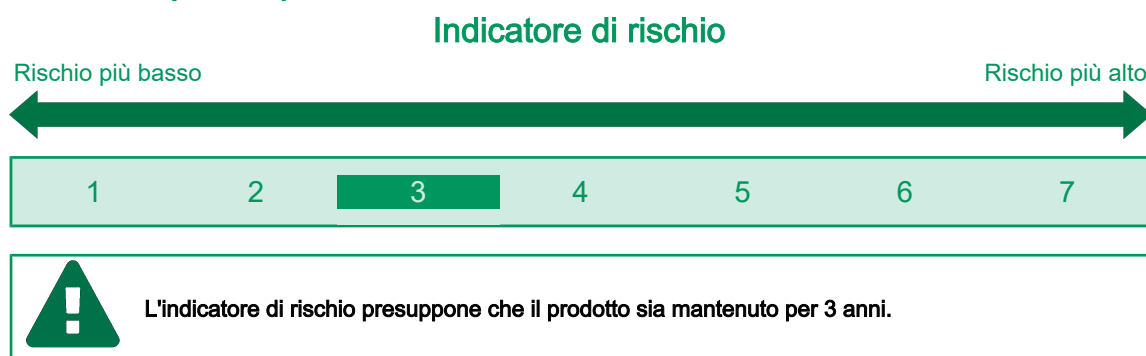 Indicatore di rischio
Rischio più basso Rischio più alto
1 2 3 4 5 6 7
L'indicatore di rischio presuppone che il prodotto sia mantenuto per 3 anni.